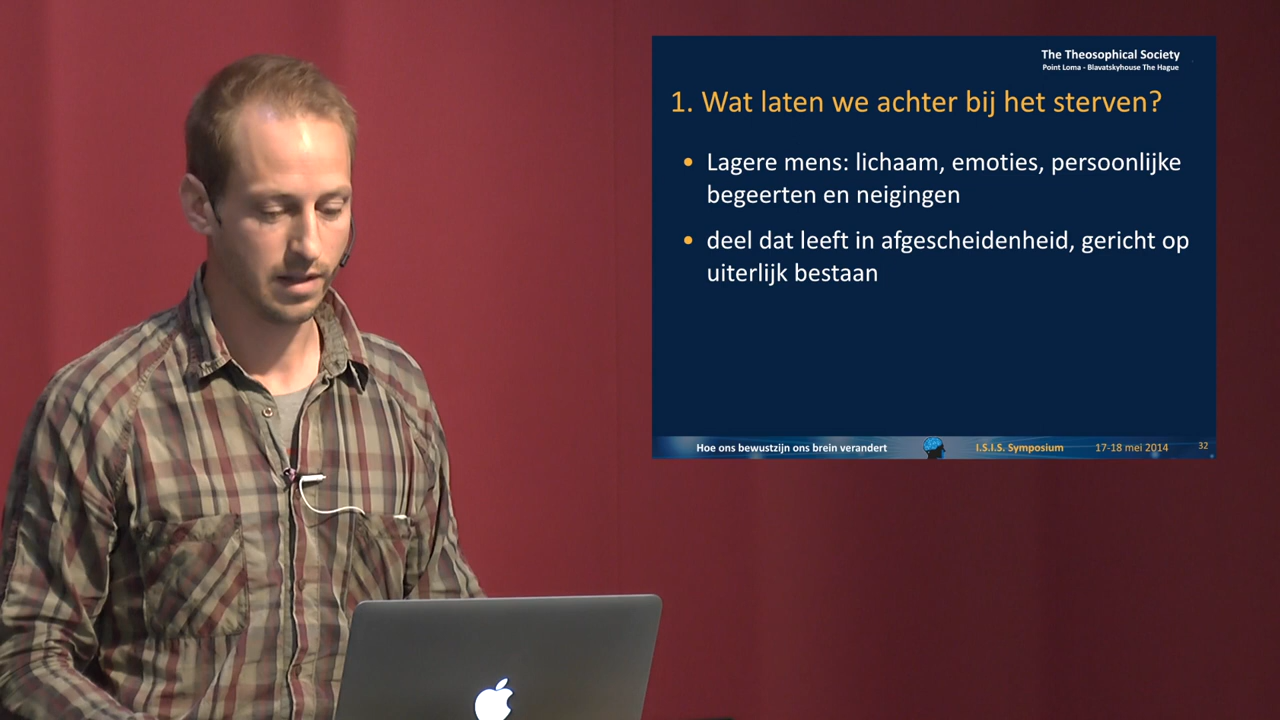 The Theosophical Society
Point Loma - Blavatskyhouse The Hague
1. Wat laten we achter bij het sterven?
• Lagere mens: lichaam, emoties, persoonlijke
begeerten en neigingen
• deel dat leeft in afgescheidenheid, gericht op
uiterlijk bestaan
Hoe ons bewustzijn ons brein verandert
I.S.I.S. Symposium
17-18 mei 2014
32